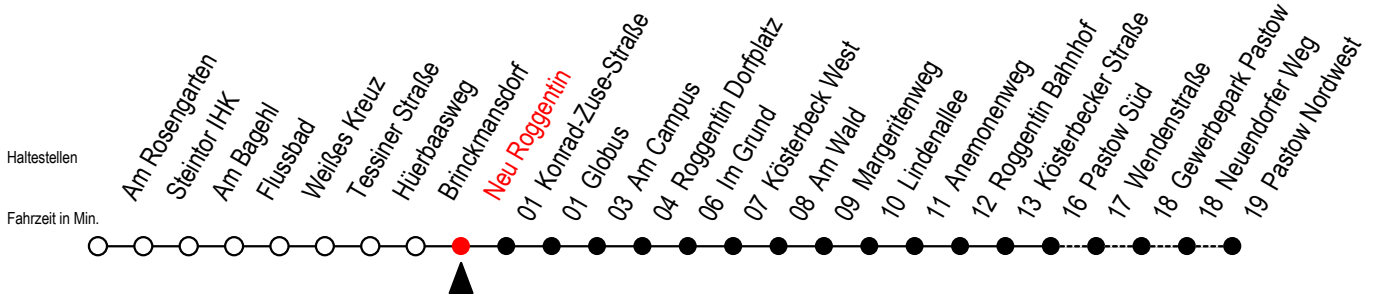 Haltestellen
Fahrzeit in Min.
Am Rosengarten
Steintor IHK
Am Bagehl
Flussbad
Weißes Kreuz
Tessiner Straße
Hüerbaasweg
Brinckmansdorf
Neu Roggentin
01 Konrad-Zuse-Straße
01 Globus
03 Am Campus
04 Roggentin Dorfplatz
06 Im Grund
07 Kösterbeck West
08 Am Wald
09 Margeritenweg
10 Lindenallee
11 Anemonenweg
12 Roggentin Bahnhof
13 Kösterbecker Straße
16 Pastow Süd
17 Wendenstraße
18 Gewerbepark Pastow
18 Neuendorfer Weg
19 Pastow Nordwest